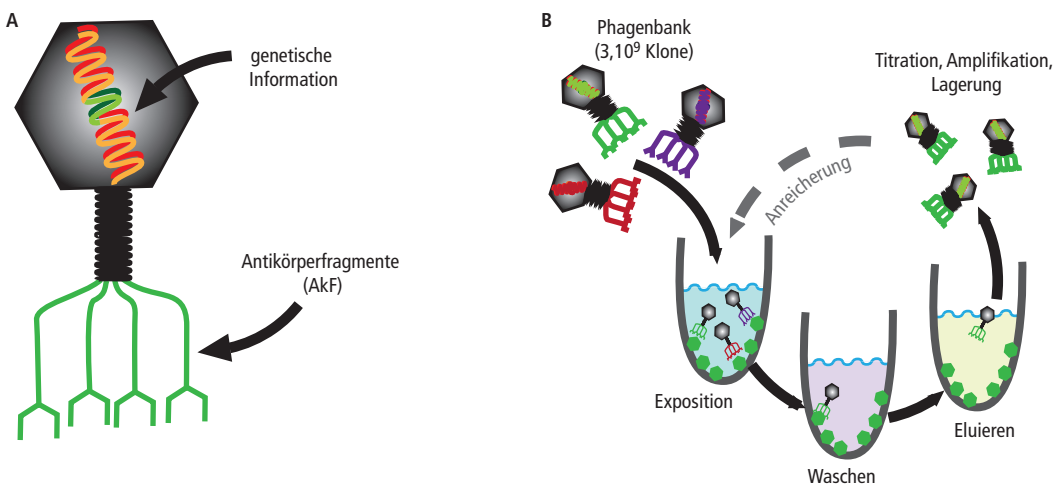 A
genetische
Information
Antikörperfragmente
(AkF)
B
Phagenbank
(3,10⁹ Klone)
Titration, Amplifikation,
Lagerung
Anreicherung
Exposition
Waschen
Eluieren